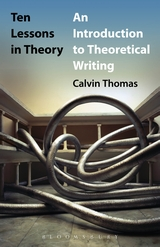 Ten
Lessons
in Theory
An
Introduction
to Theoretical
Writing
Calvin Thomas
BLOOMSBURY